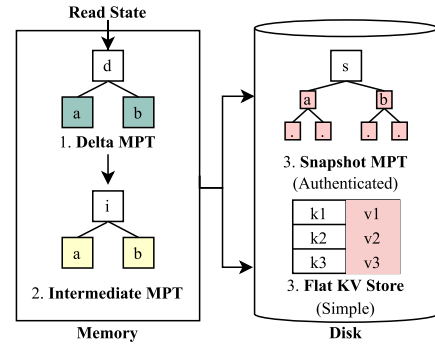 Read State
d
a b
1. Delta MPT
i
a b
2. Intermediate MPT
Memory
s
a b
. . . .
3. Snapshot MPT
(Authenticated)
k1 v1
k2 v2
k3 v3
3. Flat KV Store
(Simple)
Disk